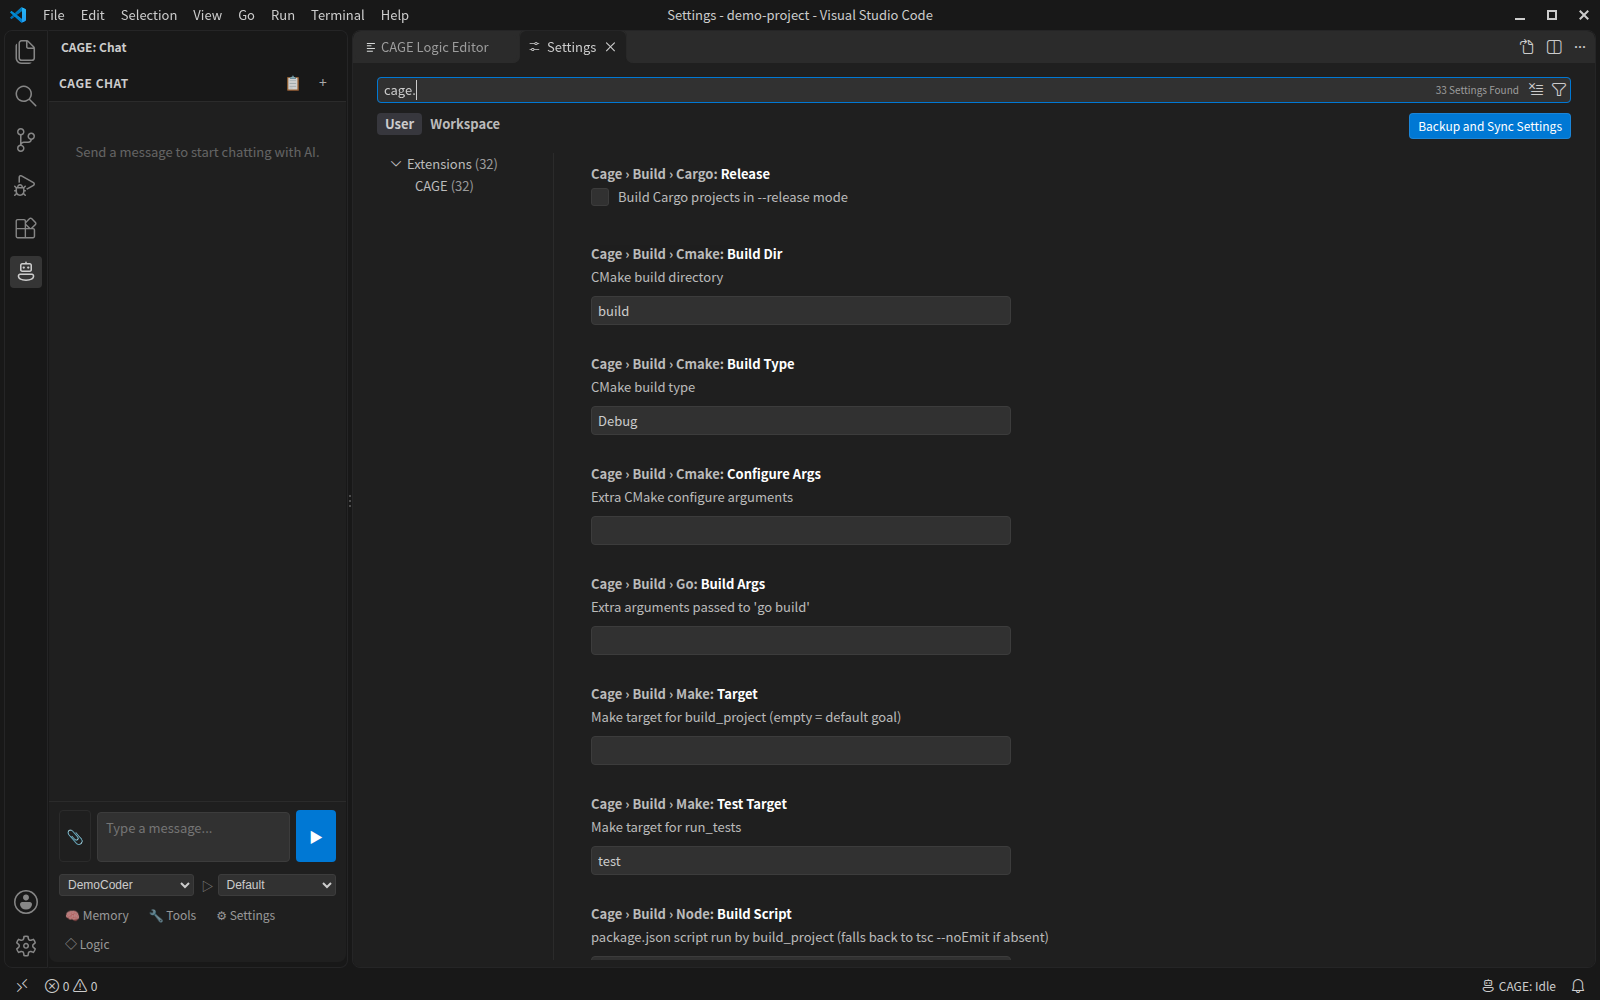 File Edit Selection View Go Run Terminal Help
Settings - demo-project - Visual Studio Code
CAGE: Chat
CAGE CHAT
+
Send a message to start chatting with AI.
Type a message...
DemoCoder
Default
Memory Tools Settings
Logic
CAGE Logic Editor
Settings
cage.
33 Settings Found
User Workspace
Backup and Sync Settings
Extensions (32)
CAGE (32)
Cage › Build › Cargo: Release
Build Cargo projects in --release mode
Cage › Build › Cmake: Build Dir
CMake build directory
build
Cage › Build › Cmake: Build Type
CMake build type
Debug
Cage › Build › Cmake: Configure Args
Extra CMake configure arguments
Cage › Build › Go: Build Args
Extra arguments passed to 'go build'
Cage › Build › Make: Target
Make target for build_project (empty = default goal)
Cage › Build › Make: Test Target
Make target for run_tests
test
Cage › Build › Node: Build Script
package.json script run by build_project (falls back to tsc --noEmit if absent)
0 0
CAGE: Idle